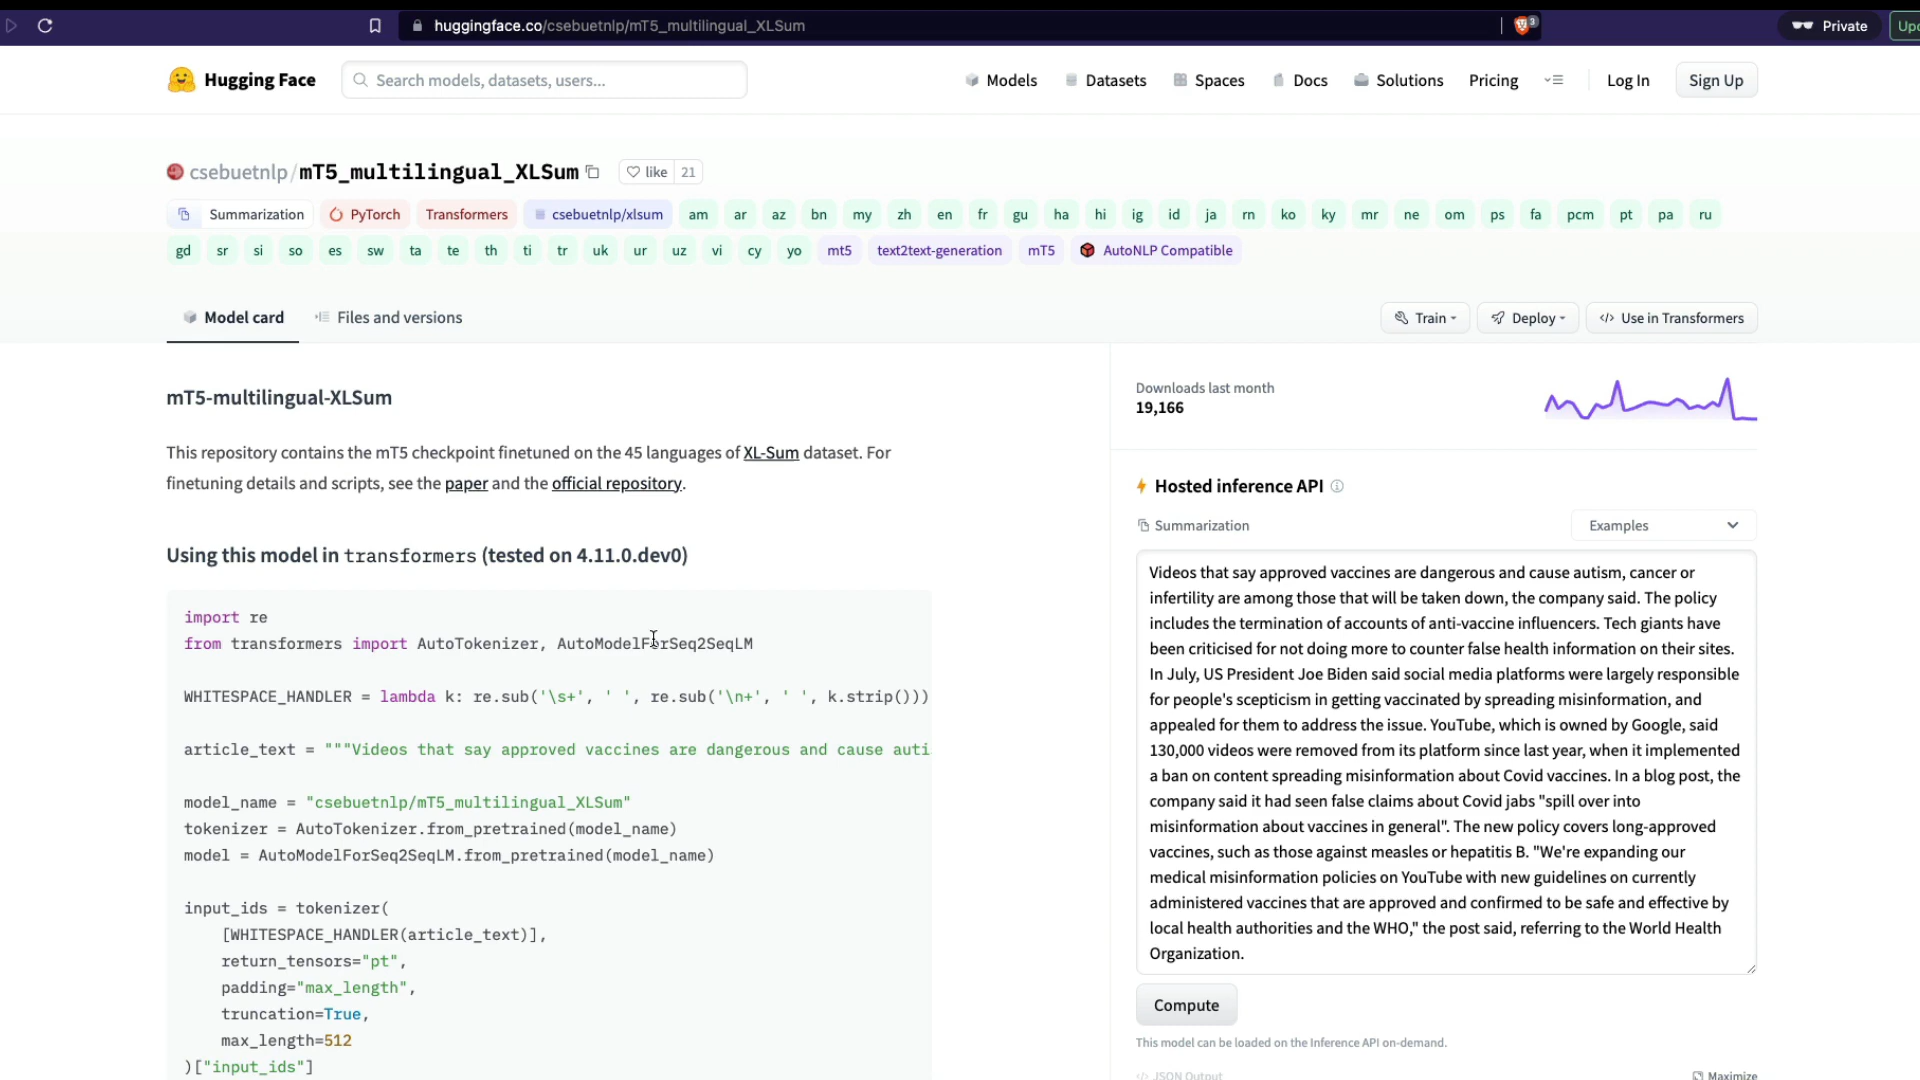 huggingface.co/csebuetnlp/mT5_multilingual_XLSum
3
Private
Hugging Face
Search models, datasets, users...
Models
Datasets
Spaces
Docs
Solutions
Pricing
Log In
Sign Up
csebuetnlp/mT5_multilingual_XLSum
like 21
Summarization PyTorch Transformers csebuetnlp/xlsum am ar az bn my zh en fr gu ha hi ig id ja rn ko ky mr ne om ps fa pcm pt pa ru
gd sr si so es sw ta te th ti tr uk ur uz vi cy yo mt5 text2text-generation mT5 AutoNLP Compatible
Model card
Files and versions
Train
Deploy
</> Use in Transformers
mT5-multilingual-XLSum
This repository contains the mT5 checkpoint finetuned on the 45 languages of XL-Sum dataset. For
finetuning details and scripts, see the paper and the official repository.
Using this model in transformers (tested on 4.11.0.dev0)
import re
from transformers import AutoTokenizer, AutoModelForSeq2SeqLM
WHITESPACE_HANDLER = lambda k: re.sub('\s+', ' ', re.sub('\n+', ' ', k.strip()))
article_text = """Videos that say approved vaccines are dangerous and cause auti
model_name = "csebuetnlp/mT5_multilingual_XLSum"
tokenizer = AutoTokenizer.from_pretrained(model_name)
model = AutoModelForSeq2SeqLM.from_pretrained(model_name)
input_ids = tokenizer(
[WHITESPACE_HANDLER(article_text)],
return_tensors="pt",
padding="max_length",
truncation=True,
max_length=512
)["input_ids"]
Downloads last month
19,166
Hosted inference API
Summarization
Examples
Videos that say approved vaccines are dangerous and cause autism, cancer or
infertility are among those that will be taken down, the company said. The policy
includes the termination of accounts of anti-vaccine influencers. Tech giants have
been criticised for not doing more to counter false health information on their sites.
In July, US President Joe Biden said social media platforms were largely responsible
for people's scepticism in getting vaccinated by spreading misinformation, and
appealed for them to address the issue. YouTube, which is owned by Google, said
130,000 videos were removed from its platform since last year, when it implemented
a ban on content spreading misinformation about Covid vaccines. In a blog post, the
company said it had seen false claims about Covid jabs "spill over into
misinformation about vaccines in general". The new policy covers long-approved
vaccines, such as those against measles or hepatitis B. "We're expanding our
medical misinformation policies on YouTube with new guidelines on currently
administered vaccines that are approved and confirmed to be safe and effective by
local health authorities and the WHO," the post said, referring to the World Health
Organization.
Compute
This model can be loaded on the Inference API on-demand.
</> JSON Output
Maximize